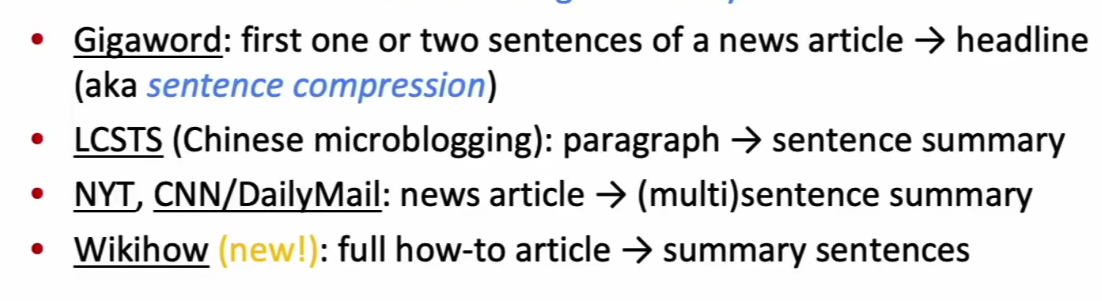 • Gigaword: first one or two sentences of a news article → headline
(aka sentence compression)
• LCSTS (Chinese microblogging): paragraph → sentence summary
• NYT, CNN/DailyMail: news article → (multi)sentence summary
• Wikihow (new!): full how-to article → summary sentences